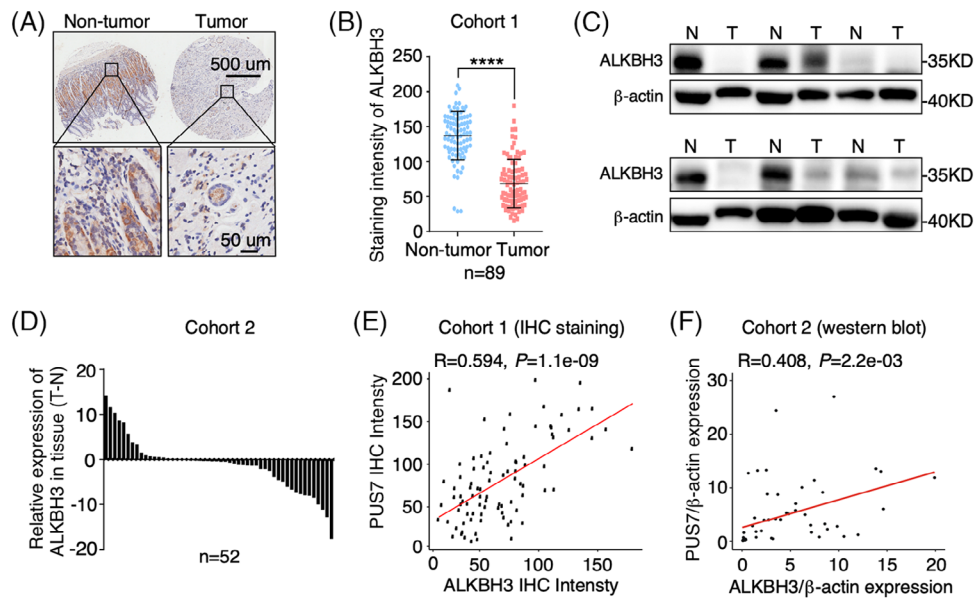 (A)
Non-tumor Tumor
500 um
50 um
(B)
Cohort 1
Staining intensity of ALKBH3
****
250
200
150
100
50
0
Non-tumor Tumor
n=89
(C)
N T N T N T
ALKBH3
-35KD
β-actin
-40KD
N T N T N T
ALKBH3
-35KD
β-actin
-40KD
(D)
Cohort 2
Relative expression of
ALKBH3 in tissue (T-N)
20
10
0
-10
-20
n=52
(E)
Cohort 1 (IHC staining)
R=0.594, P=1.1e-09
PUS7 IHC Intensty
200
150
100
50
0
0 50 100 150
ALKBH3 IHC Intensty
(F)
Cohort 2 (western blot)
R=0.408, P=2.2e-03
PUS7/β-actin expression
30
20
10
0
0 5 10 15 20
ALKBH3/β-actin expression